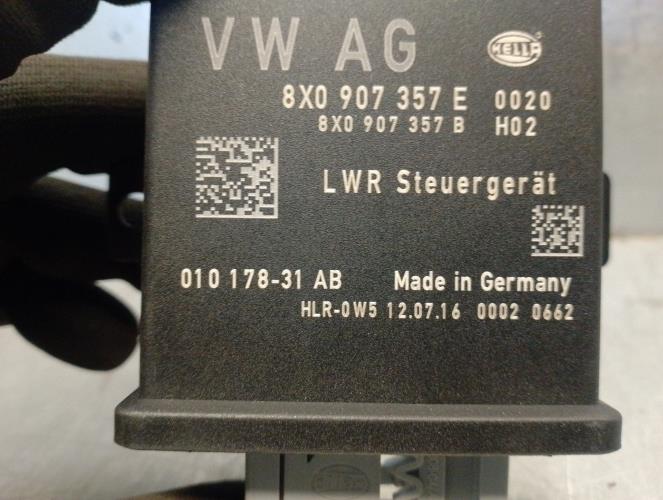 VW AG HELLA
8X0 907 357 E 0020
8X0 907 357 B H02
LWR Steuergerät
010 178-31 AB Made in Germany
HLR-0W5 12.07.16 0002 0662